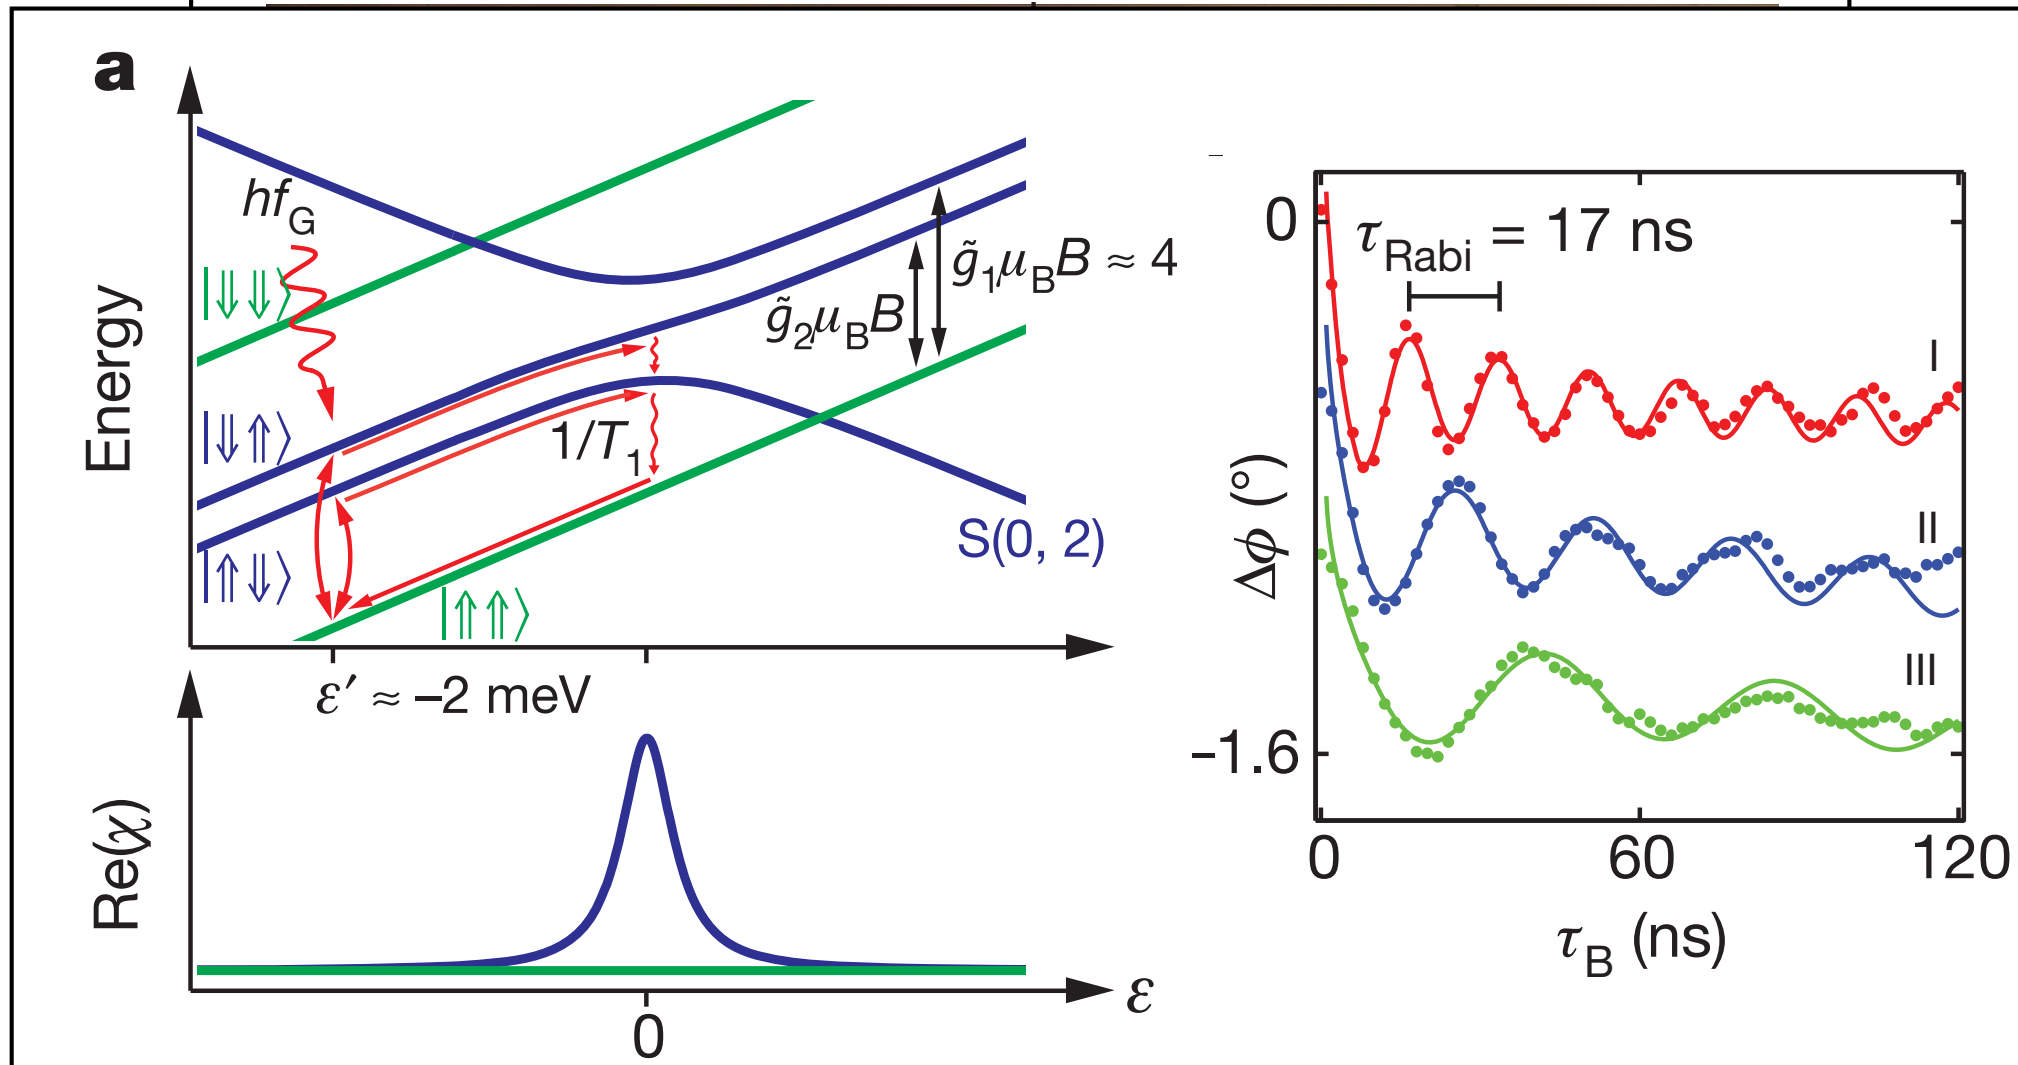 a
Energy
hf_G
|⇓⇓⟩
|⇓⇑⟩
|⇑⇓⟩
|⇑⇑⟩
1/T_1
g̃_1μ_BB ≈ 4
g̃_2μ_BB
S(0, 2)
ε′ ≈ –2 meV
Re(χ)
0
ε
τ_Rabi = 17 ns
I
II
III
Δϕ (°)
0
-1.6
0 60 120
τ_B (ns)